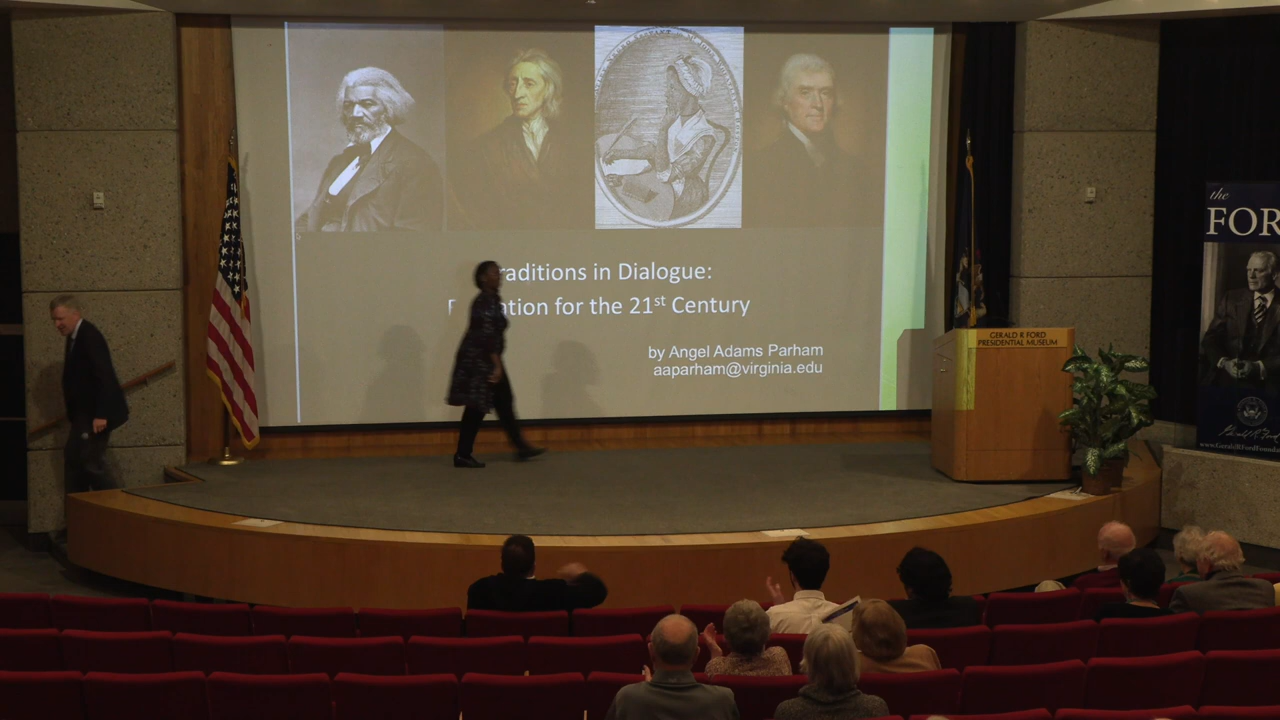 raditions in Dialogue:
ation for the 21st Century
by Angel Adams Parham
aaparham@virginia.edu
GERALD R FORD
PRESIDENTIAL MUSEUM
the
FOR